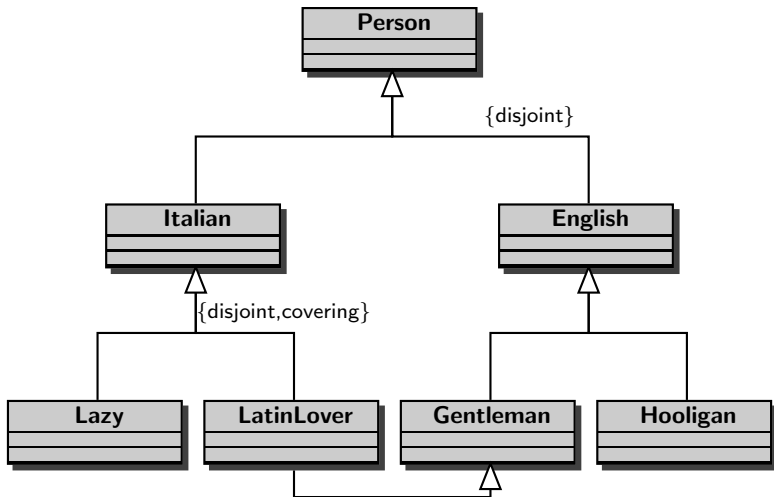 Person
{disjoint}
Italian
English
{disjoint,covering}
Lazy
LatinLover
Gentleman
Hooligan